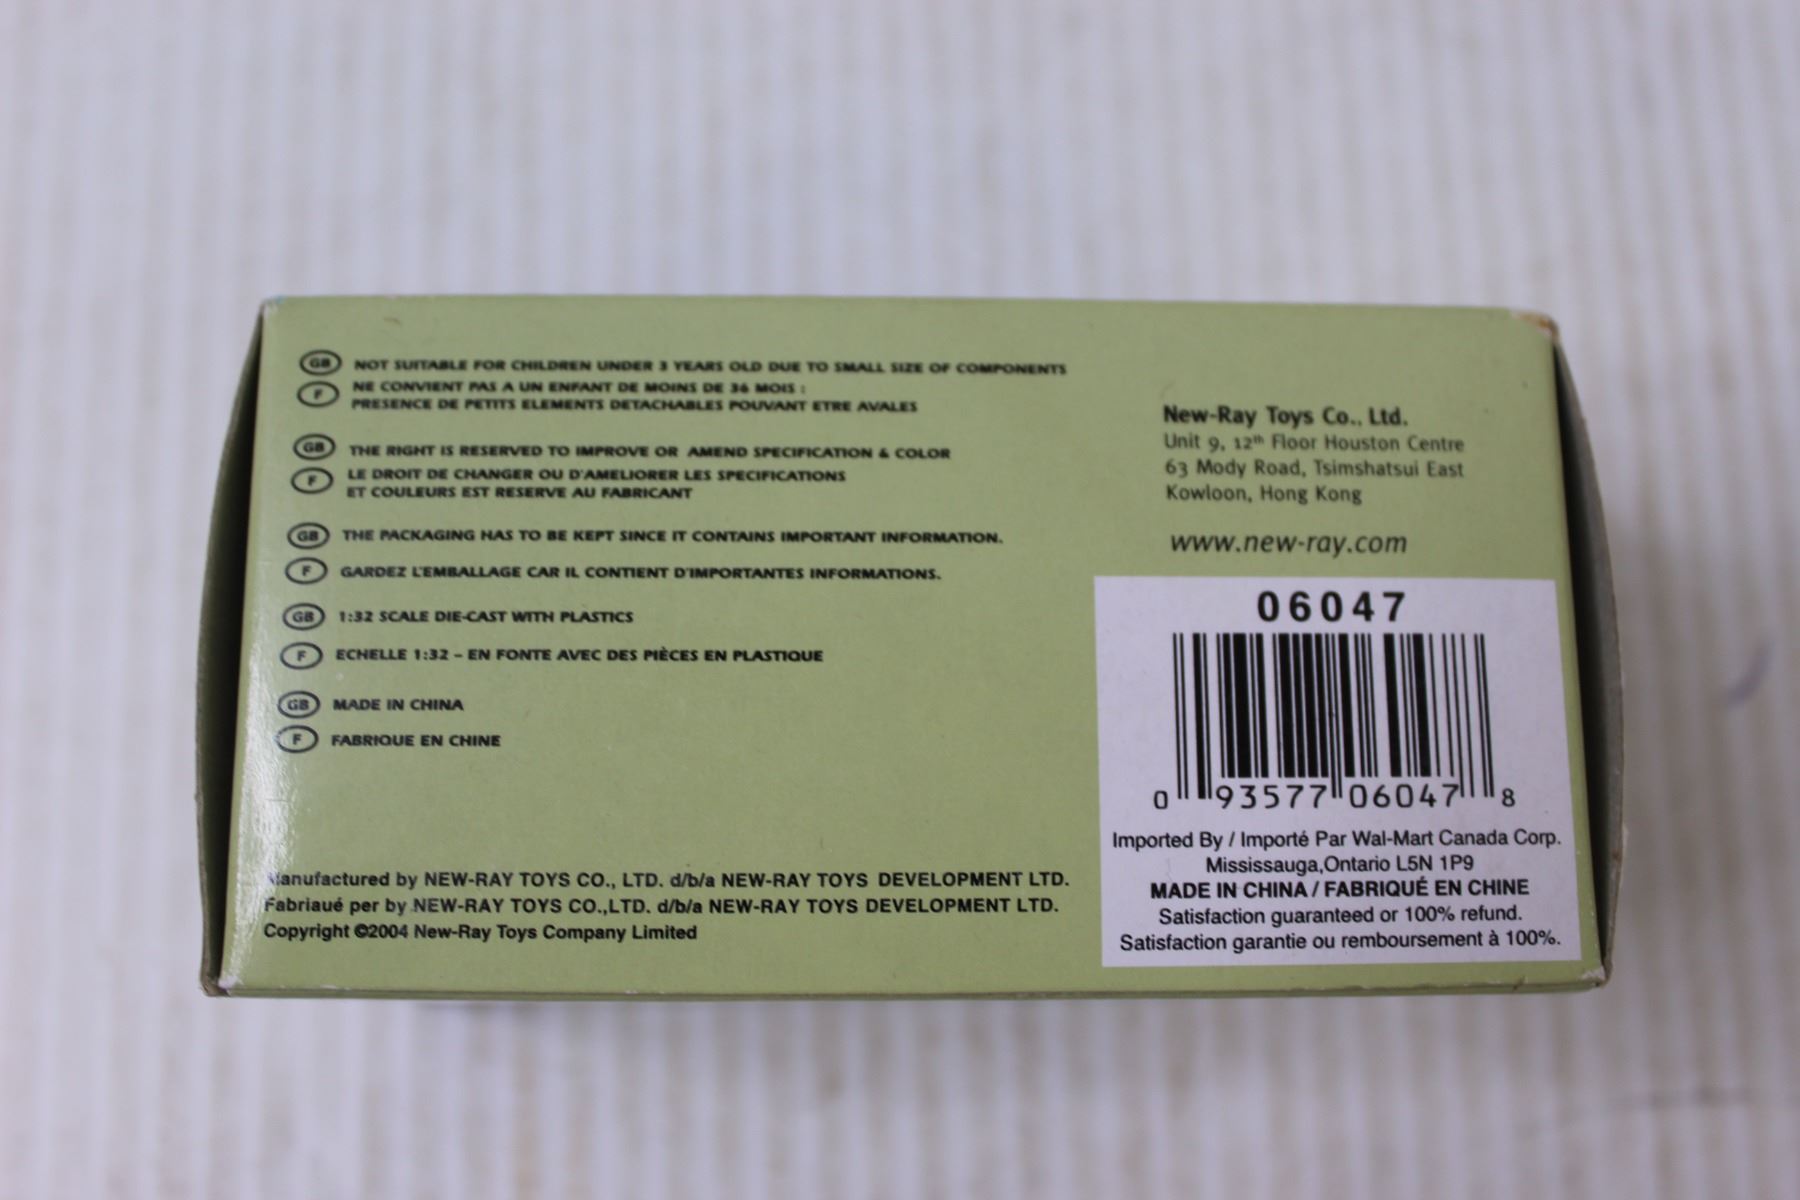 GB NOT SUITABLE FOR CHILDREN UNDER 3 YEARS OLD DUE TO SMALL SIZE OF COMPONENTS
F NE CONVIENT PAS A UN ENFANT DE MOINS DE 36 MOIS :
PRESENCE DE PETITS ELEMENTS DETACHABLES POUVANT ETRE AVALES
GB THE RIGHT IS RESERVED TO IMPROVE OR AMEND SPECIFICATION & COLOR
F LE DROIT DE CHANGER OU D'AMELIORER LES SPECIFICATIONS
ET COULEURS EST RESERVE AU FABRICANT
GB THE PACKAGING HAS TO BE KEPT SINCE IT CONTAINS IMPORTANT INFORMATION.
F GARDEZ L'EMBALLAGE CAR IL CONTIENT D'IMPORTANTES INFORMATIONS.
GB 1:32 SCALE DIE-CAST WITH PLASTICS
F ECHELLE 1:32 – EN FONTE AVEC DES PIÈCES EN PLASTIQUE
GB MADE IN CHINA
F FABRIQUE EN CHINE
Manufactured by NEW-RAY TOYS CO., LTD. d/b/a NEW-RAY TOYS DEVELOPMENT LTD.
Fabriaué per by NEW-RAY TOYS CO.,LTD. d/b/a NEW-RAY TOYS DEVELOPMENT LTD.
Copyright ©2004 New-Ray Toys Company Limited
New-Ray Toys Co., Ltd.
Unit 9, 12th Floor Houston Centre
63 Mody Road, Tsimshatsui East
Kowloon, Hong Kong
www.new-ray.com
06047
0 93577 06047 8
Imported By / Importé Par Wal-Mart Canada Corp.
Mississauga,Ontario L5N 1P9
MADE IN CHINA / FABRIQUÉ EN CHINE
Satisfaction guaranteed or 100% refund.
Satisfaction garantie ou remboursement à 100%.